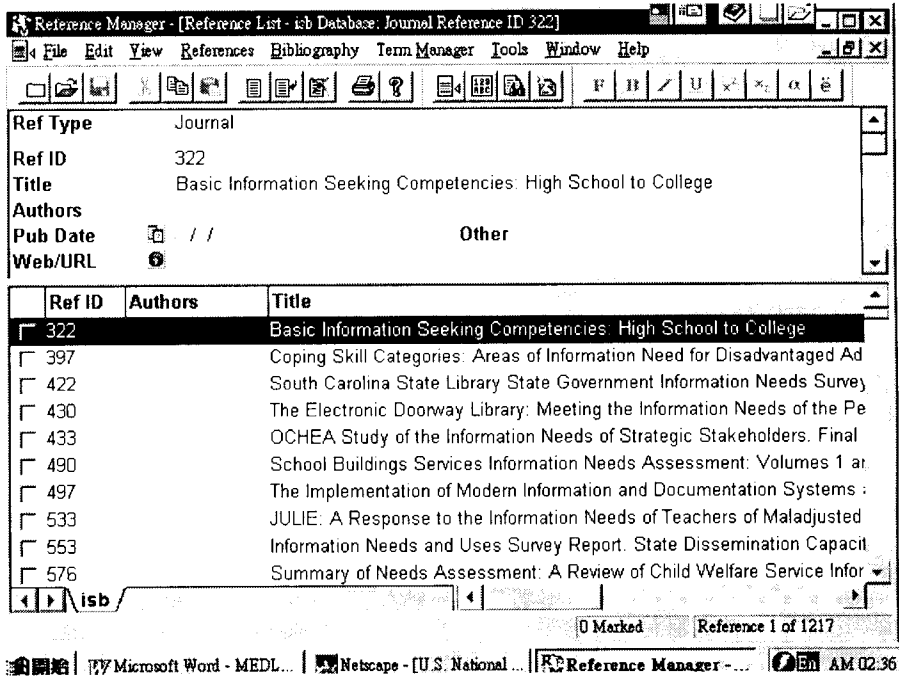 Reference Manager - [Reference List - isb Database: Journal Reference ID 322]
File Edit View References Bibliography Term Manager Tools Window Help
F B I U x² x₂ α ë
Ref Type Journal
Ref ID 322
Title Basic Information Seeking Competencies: High School to College
Authors
Pub Date / / Other
Web/URL
Ref ID Authors Title
322 Basic Information Seeking Competencies: High School to College
397 Coping Skill Categories: Areas of Information Need for Disadvantaged Ad
422 South Carolina State Library State Government Information Needs Survey
430 The Electronic Doorway Library: Meeting the Information Needs of the Pe
433 OCHEA Study of the Information Needs of Strategic Stakeholders. Final
490 School Buildings Services Information Needs Assessment: Volumes 1 ar
497 The Implementation of Modern Information and Documentation Systems
533 JULIE: A Response to the Information Needs of Teachers of Maladjusted
553 Information Needs and Uses Survey Report. State Dissemination Capacit
576 Summary of Needs Assessment: A Review of Child Welfare Service Infor
isb
0 Marked Reference 1 of 1217
開始 Microsoft Word - MEDL... Netscape - [U.S. National ... Reference Manager - ... AM 02:36